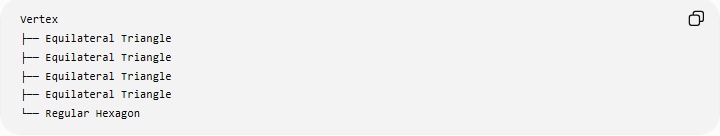 Vertex
├── Equilateral Triangle
├── Equilateral Triangle
├── Equilateral Triangle
├── Equilateral Triangle
└── Regular Hexagon